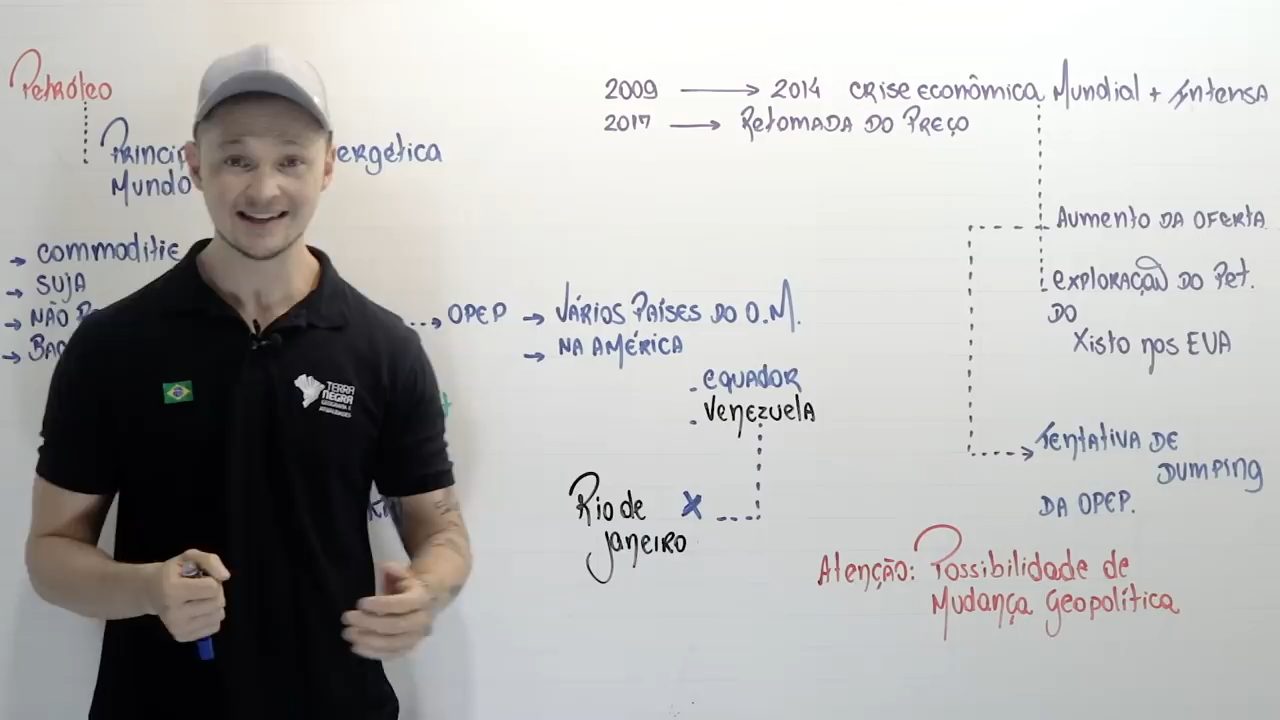 Petróleo
Princip
ergética
Mundo
→ commoditie
→ SUJA
→ NÃO
→ OPEP → VÁRIOS PAÍSES DO O.M.
→ NA AMÉRICA
. equador
. Venezuela
Rio de X
Janeiro
TERRA
NEGRA
GEOGRAFIA E
ATUALIDADES
2009 → 2014 CRISE econômica Mundial + Intensa
2017 → Retomada do Preço
Aumento DA OFERTA
exploração do Pet.
DO
Xisto nos EUA
Tentativa DE
DUMPING
DA OPEP.
Atenção: Possibilidade de
Mudança Geopolítica